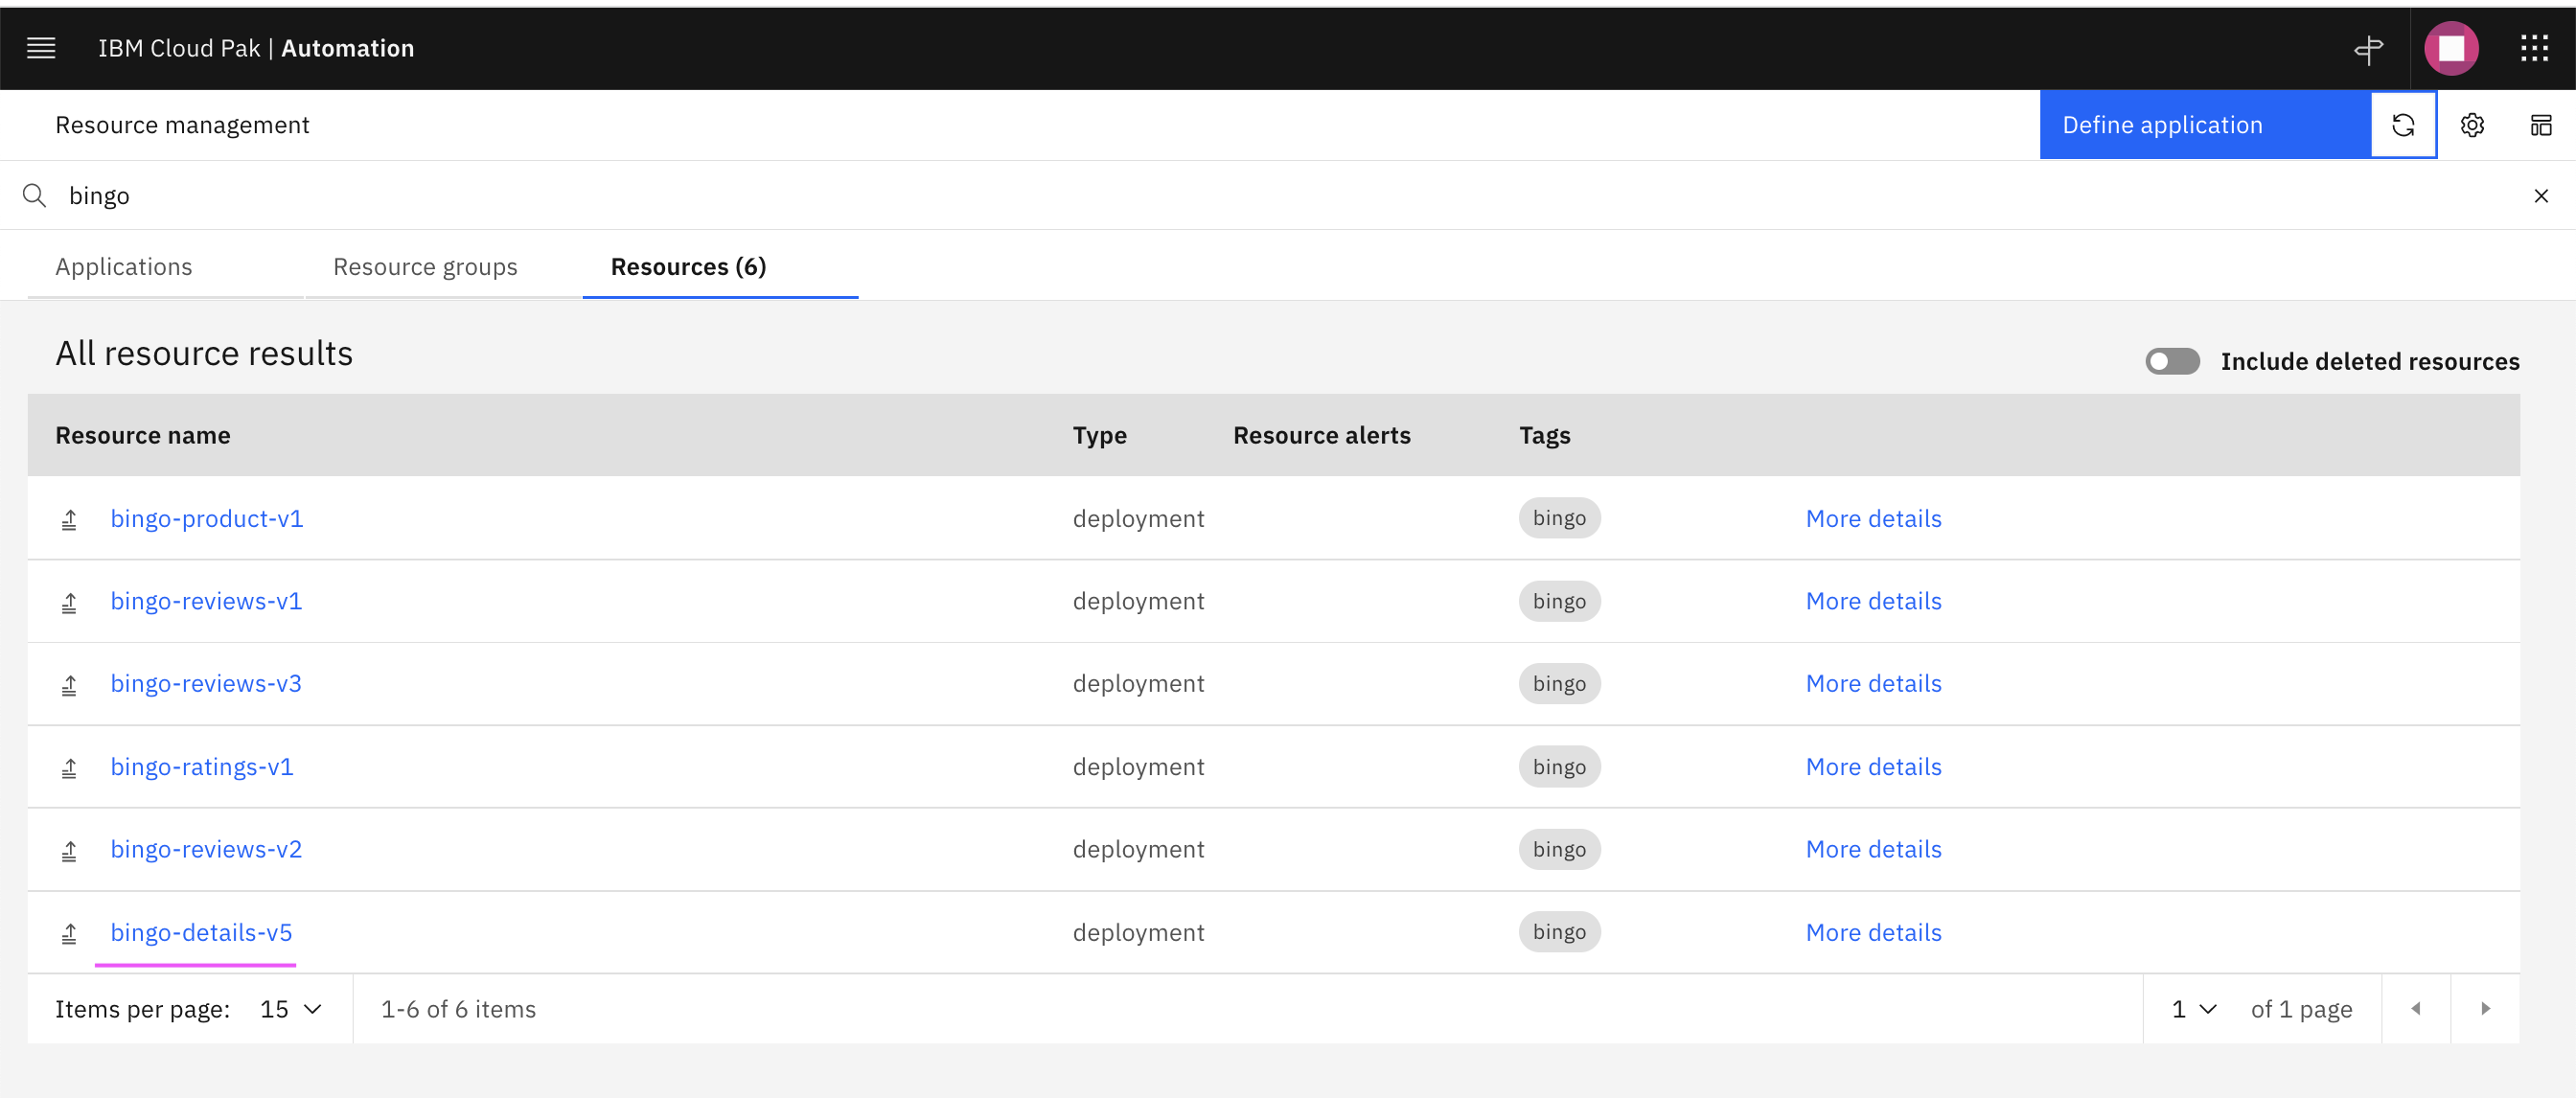 IBM Cloud Pak | Automation
Resource management
Define application
bingo
Applications
Resource groups
Resources (6)
All resource results
Include deleted resources
Resource name Type Resource alerts Tags
bingo-product-v1 deployment bingo More details
bingo-reviews-v1 deployment bingo More details
bingo-reviews-v3 deployment bingo More details
bingo-ratings-v1 deployment bingo More details
bingo-reviews-v2 deployment bingo More details
bingo-details-v5 deployment bingo More details
Items per page: 15 1-6 of 6 items 1 of 1 page